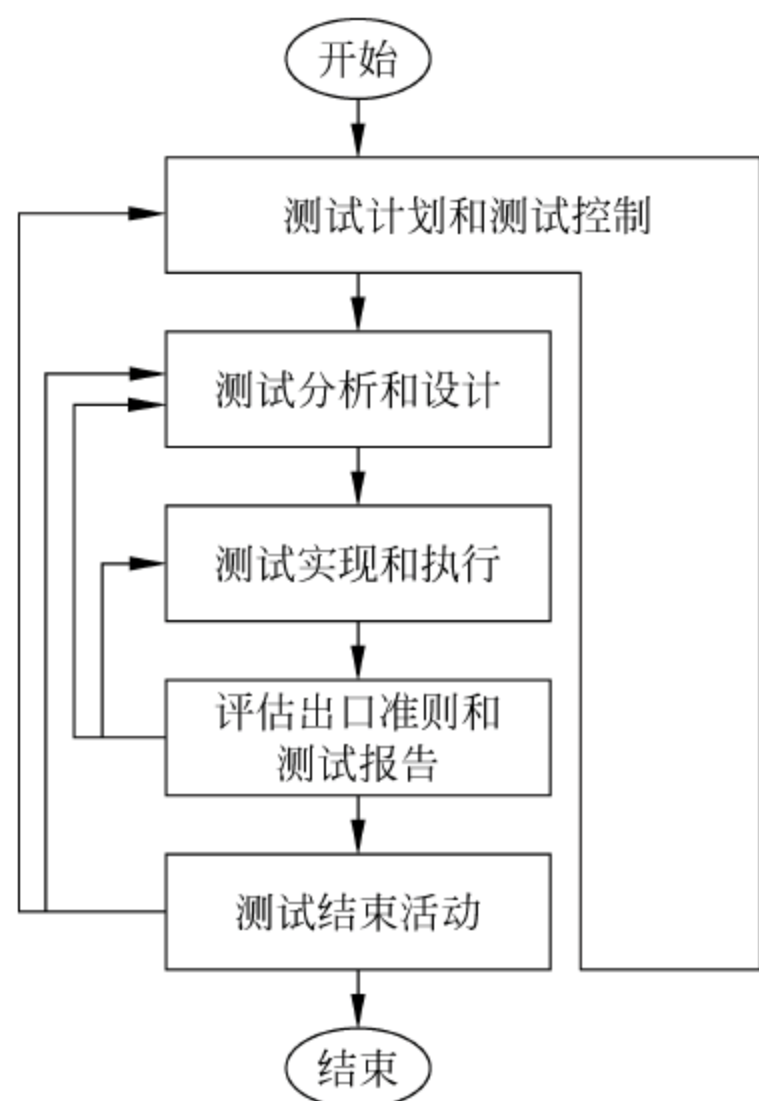 开始
测试计划和测试控制
测试分析和设计
测试实现和执行
评估出口准则和
测试报告
测试结束活动
结束